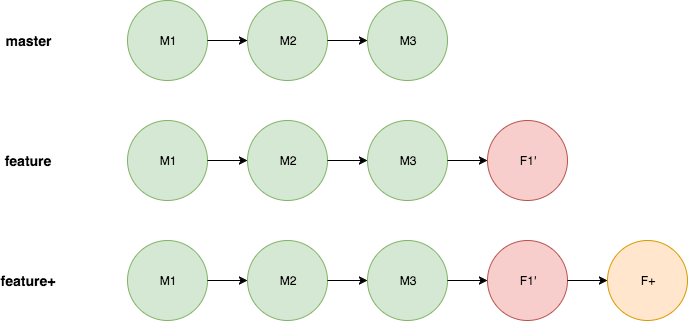 master M1 M2 M3
feature M1 M2 M3 F1’
feature+ M1 M2 M3 F1’ F+